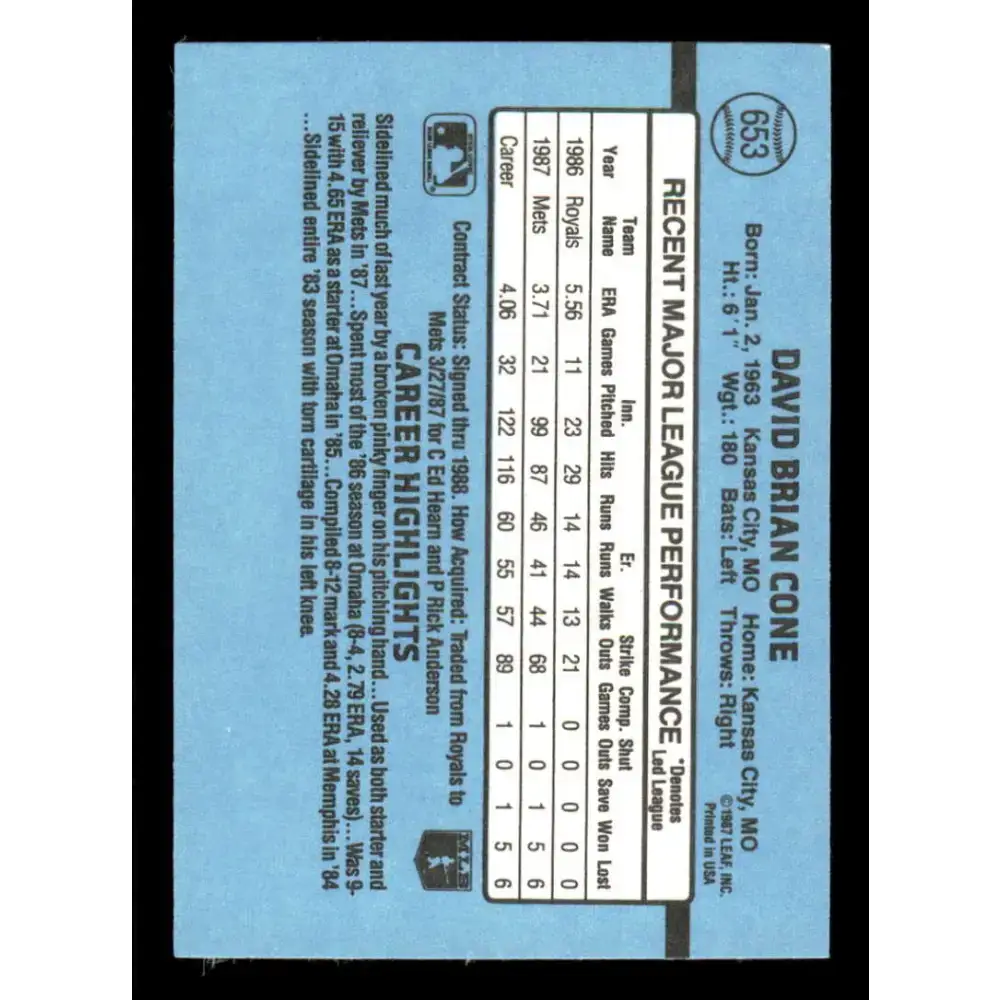 653
DAVID BRIAN CONE
Born: Jan. 2, 1963 Kansas City, MO Home: Kansas City, MO
Ht.: 6'1" Wgt.: 180 Bats: Left Throws: Right
©1987 LEAF, INC.
Printed in USA
RECENT MAJOR LEAGUE PERFORMANCE *Denotes Led League
Team Inn. Er. Strike Comp. Shut
Year Name ERA Games Pitched Hits Runs Runs Walks Outs Games Outs Save Won Lost
1986 Royals 5.56 11 23 29 14 14 13 21 0 0 0 0 0
1987 Mets 3.71 21 99 87 46 41 44 68 1 0 1 5 6
Career 4.06 32 122 116 60 55 57 89 1 0 1 5 6
Contract Status: Signed thru 1988. How Acquired: Traded from Royals to
Mets 3/27/87 for C Ed Hearn and P Rick Anderson
MLB
CAREER HIGHLIGHTS
Sidelined much of last year by a broken pinky finger on his pitching hand...Used as both starter and
reliever by Mets in '87...Spent most of the '86 season at Omaha (8-4, 2.79 ERA, 14 saves)...Was 9-
15 with 4.65 ERA as a starter at Omaha in '85...Compiled 8-12 mark and 4.28 ERA at Memphis in '84
...Sidelined entire '83 season with torn cartilage in his left knee.